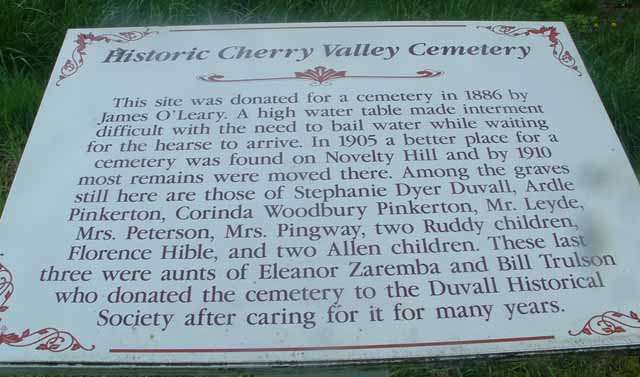 Historic Cherry Valley Cemetery
This site was donated for a cemetery in 1886 by
James O'Leary. A high water table made interment
difficult with the need to bail water while waiting
for the hearse to arrive. In 1905 a better place for a
cemetery was found on Novelty Hill and by 1910
most remains were moved there. Among the graves
still here are those of Stephanie Dyer Duvall, Ardle
Pinkerton, Corinda Woodbury Pinkerton, Mr. Leyde,
Mrs. Peterson, Mrs. Pingway, two Ruddy children,
Florence Hible, and two Allen children. These last
three were aunts of Eleanor Zaremba and Bill Trulson
who donated the cemetery to the Duvall Historical
Society after caring for it for many years.